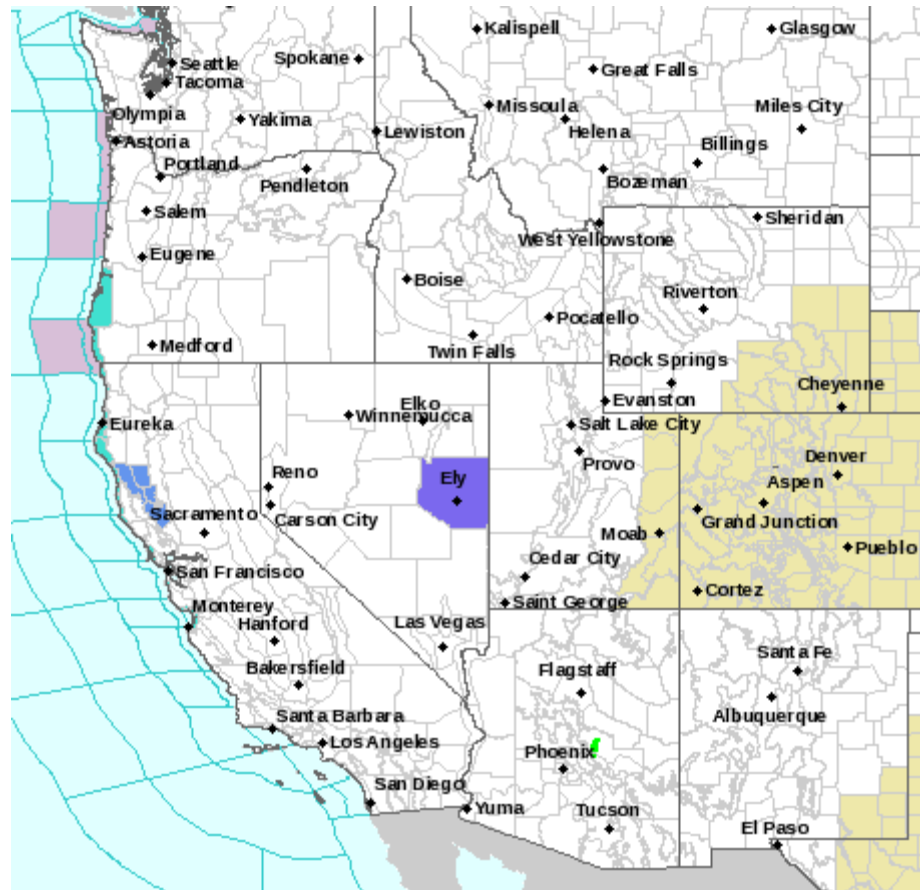 Kalispell
Glasgow
Seattle
Spokane
Tacoma
Great Falls
Missoula
Miles City
Olympia
Yakima
Lewiston
Helena
Astoria
Billings
Portland
Pendleton
Bozeman
Salem
Sheridan
West Yellowstone
Eugene
Boise
Riverton
Pocatello
Medford
Twin Falls
Rock Springs
Cheyenne
Elko
Evanston
Winnemucca
Eureka
Salt Lake City
Provo
Denver
Reno
Ely
Aspen
Sacramento
Carson City
Grand Junction
Moab
Pueblo
Cedar City
San Francisco
Cortez
Saint George
Monterey
Hanford
Las Vegas
Santa Fe
Bakersfield
Flagstaff
Albuquerque
Santa Barbara
Los Angeles
Phoenix
San Diego
Yuma
Tucson
El Paso